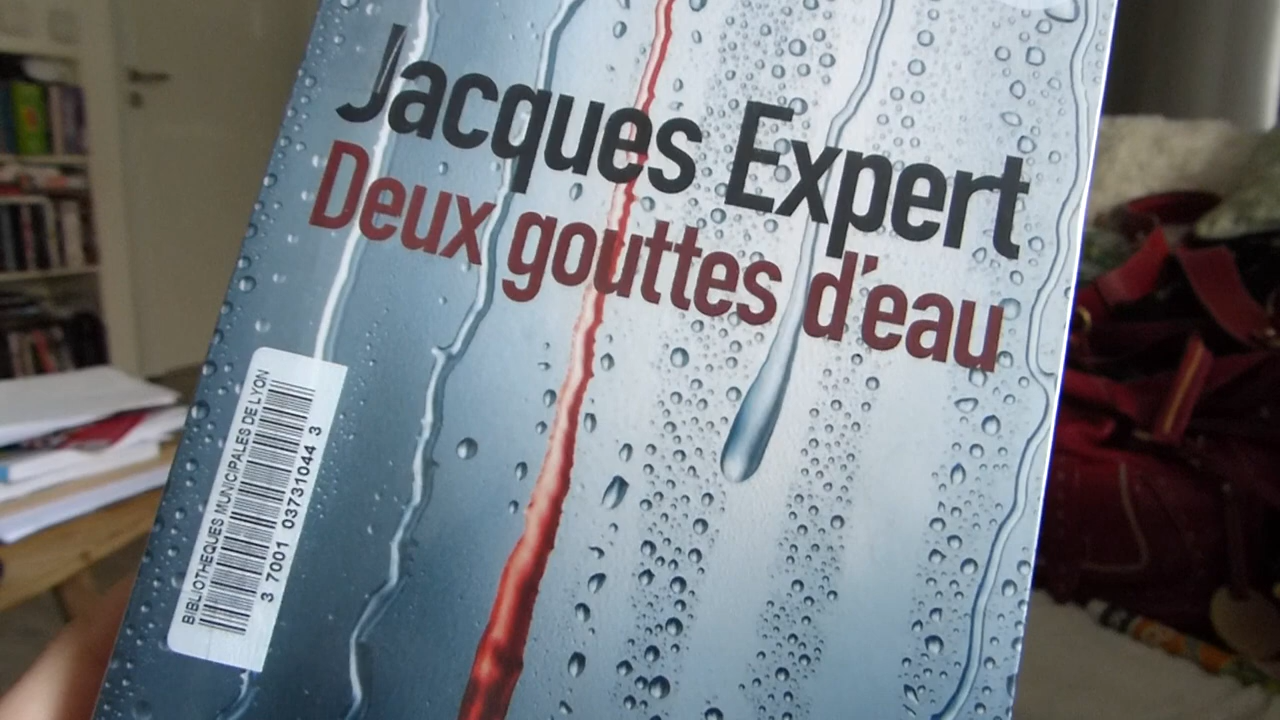 Jacques Expert
Deux gouttes d'eau
BIBLIOTHEQUES MUNICIPALES DE LYON
3 7001 03731044 3